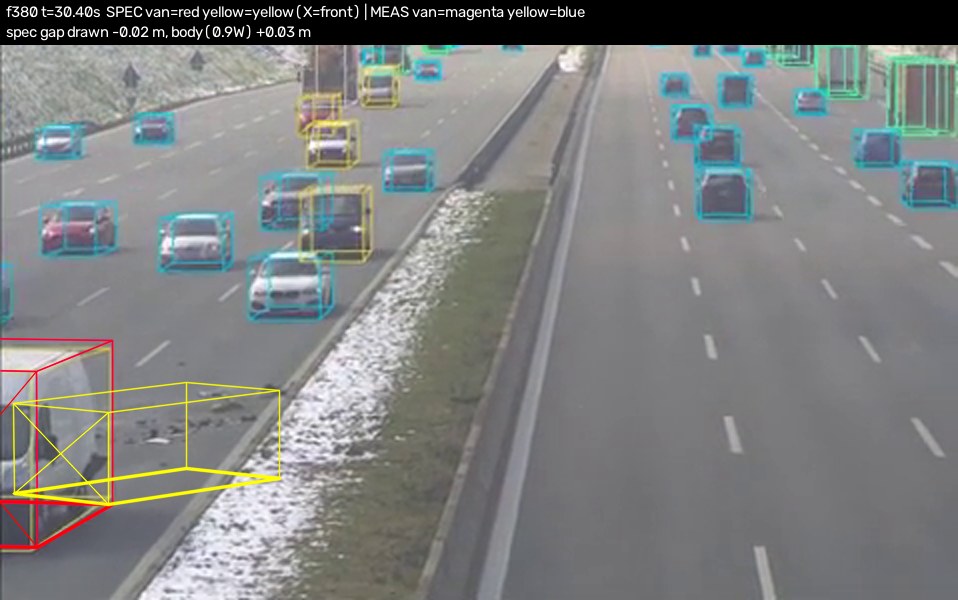 f380 t=30.40s SPEC van=red yellow=yellow (X=front) | MEAS van=magenta yellow=blue
spec gap drawn -0.02 m, body (0.9W) +0.03 m